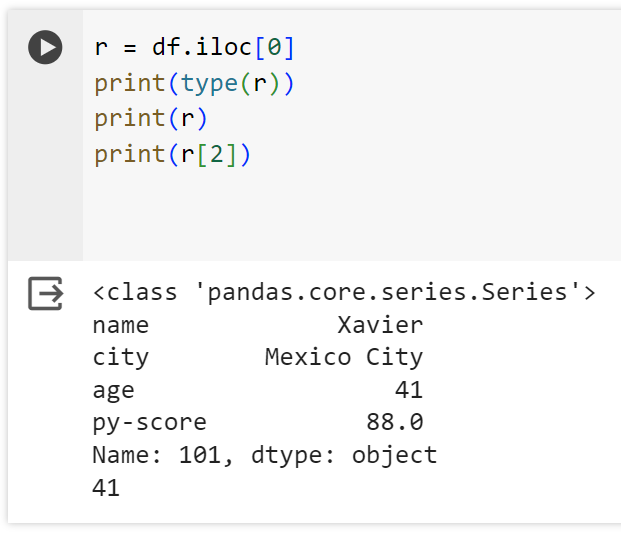 r = df.iloc[0]
print(type(r))
print(r)
print(r[2])
<class 'pandas.core.series.Series'>
name             Xavier
city        Mexico City
age                  41
py-score           88.0
Name: 101, dtype: object
41